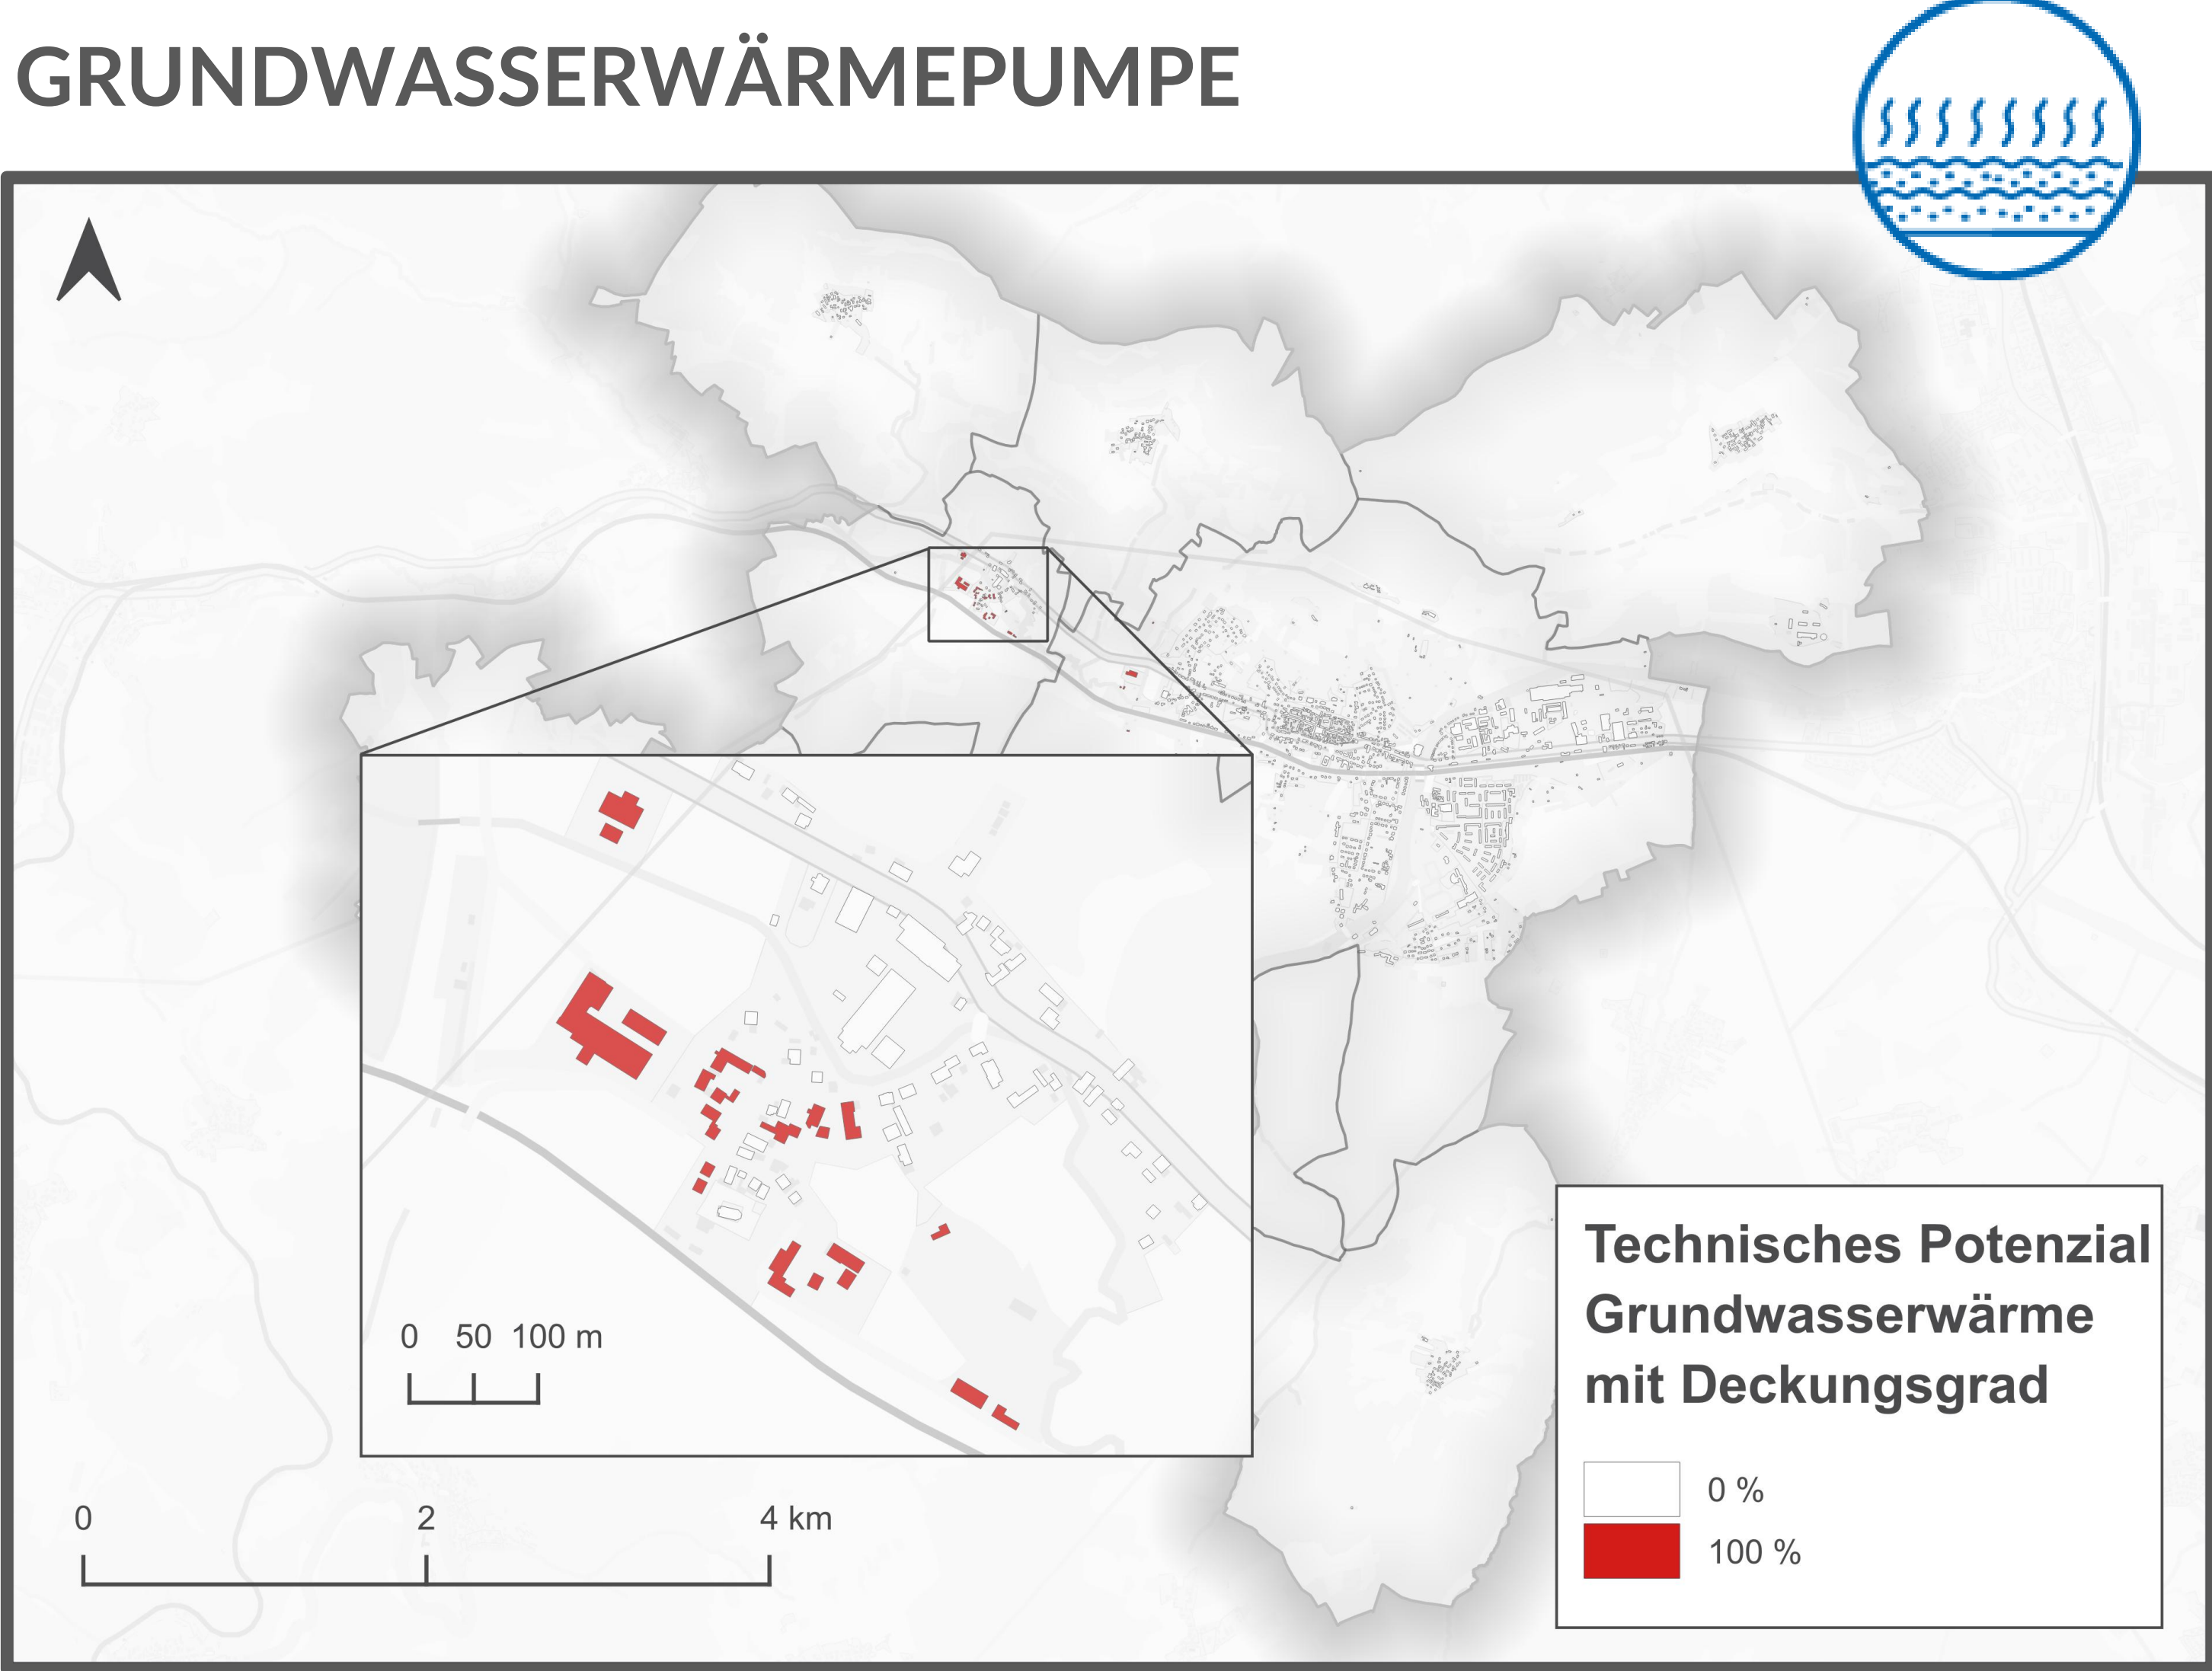 GRUNDWASSERWÄRMEPUMPE
0 50 100 m
0 2 4 km
Technisches Potenzial
Grundwasserwärme
mit Deckungsgrad
0 %
100 %